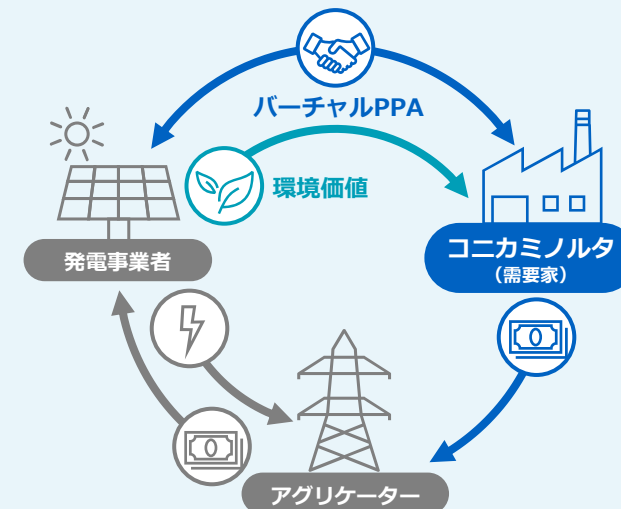 バーチャルPPA
環境価値
発電事業者
コニカミノルタ
（需要家）
アグリケーター